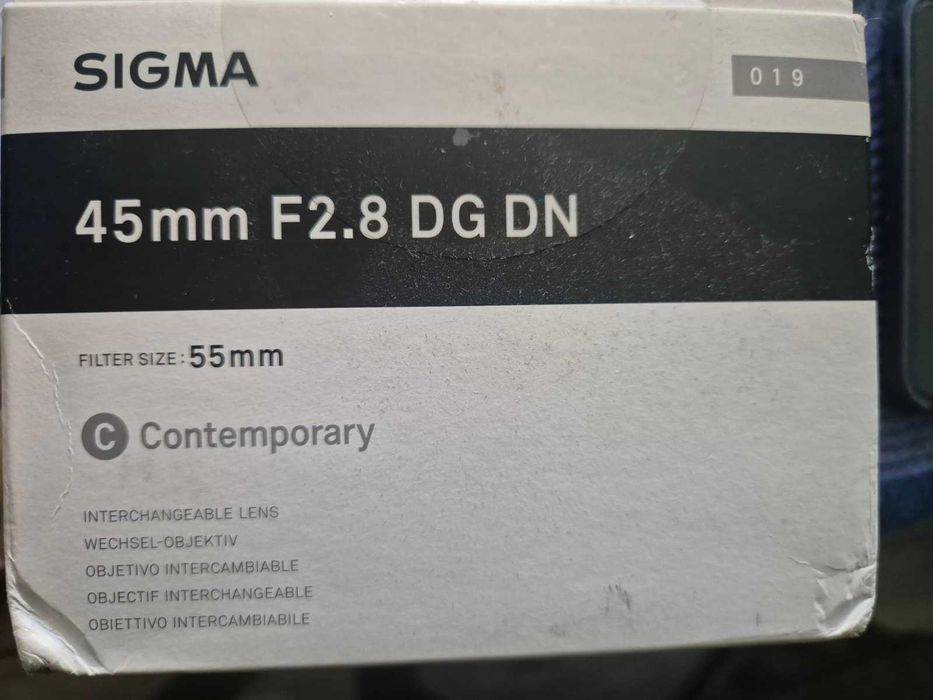 SIGMA
019
45mm F2.8 DG DN
FILTER SIZE: 55mm
C Contemporary
INTERCHANGEABLE LENS
WECHSEL-OBJEKTIV
OBJETIVO INTERCAMBIABLE
OBJECTIF INTERCHANGEABLE
OBIETTIVO INTERCAMBIABILE